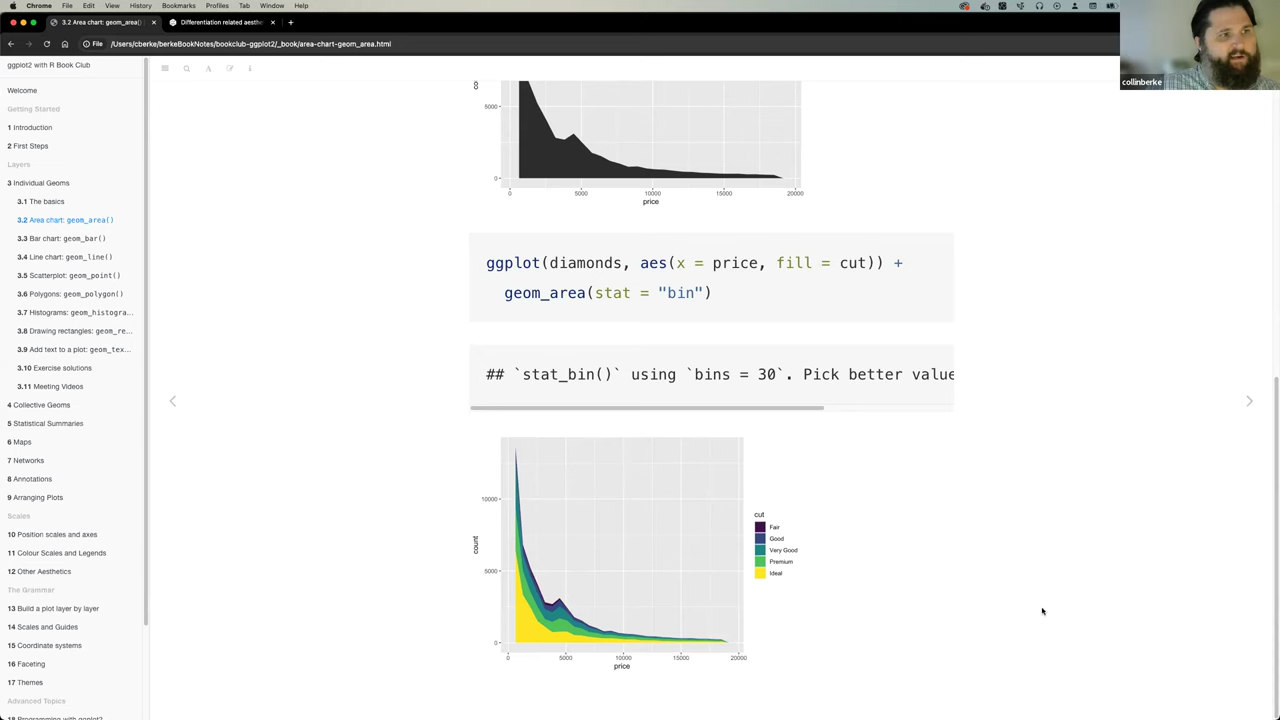 Chrome File Edit View History Bookmarks Profiles Tab Window Help
3.2 Area chart: geom_area() Differentiation related aesth
File /Users/cberke/berkeBookNotes/bookclub-ggplot2/_book/area-chart-geom_area.html
collinberke
ggplot2 with R Book Club
Welcome
Getting Started
1 Introduction
2 First Steps
Layers
3 Individual Geoms
3.1 The basics
3.2 Area chart: geom_area()
3.3 Bar chart: geom_bar()
3.4 Line chart: geom_line()
3.5 Scatterplot: geom_point()
3.6 Polygons: geom_polygon()
3.7 Histograms: geom_histogra…
3.8 Drawing rectangles: geom_re…
3.9 Add text to a plot: geom_tex…
3.10 Exercise solutions
3.11 Meeting Videos
4 Collective Geoms
5 Statistical Summaries
6 Maps
7 Networks
8 Annotations
9 Arranging Plots
Scales
10 Position scales and axes
11 Colour Scales and Legends
12 Other Aesthetics
The Grammar
13 Build a plot layer by layer
14 Scales and Guides
15 Coordinate systems
16 Faceting
17 Themes
Advanced Topics
18 Programming with ggplot2
co
5000
0
0 5000 10000 15000 20000
price
ggplot(diamonds, aes(x = price, fill = cut)) +
geom_area(stat = "bin")
## `stat_bin()` using `bins = 30`. Pick better value
count
10000
5000
0
0 5000 10000 15000 20000
price
cut
Fair
Good
Very Good
Premium
Ideal